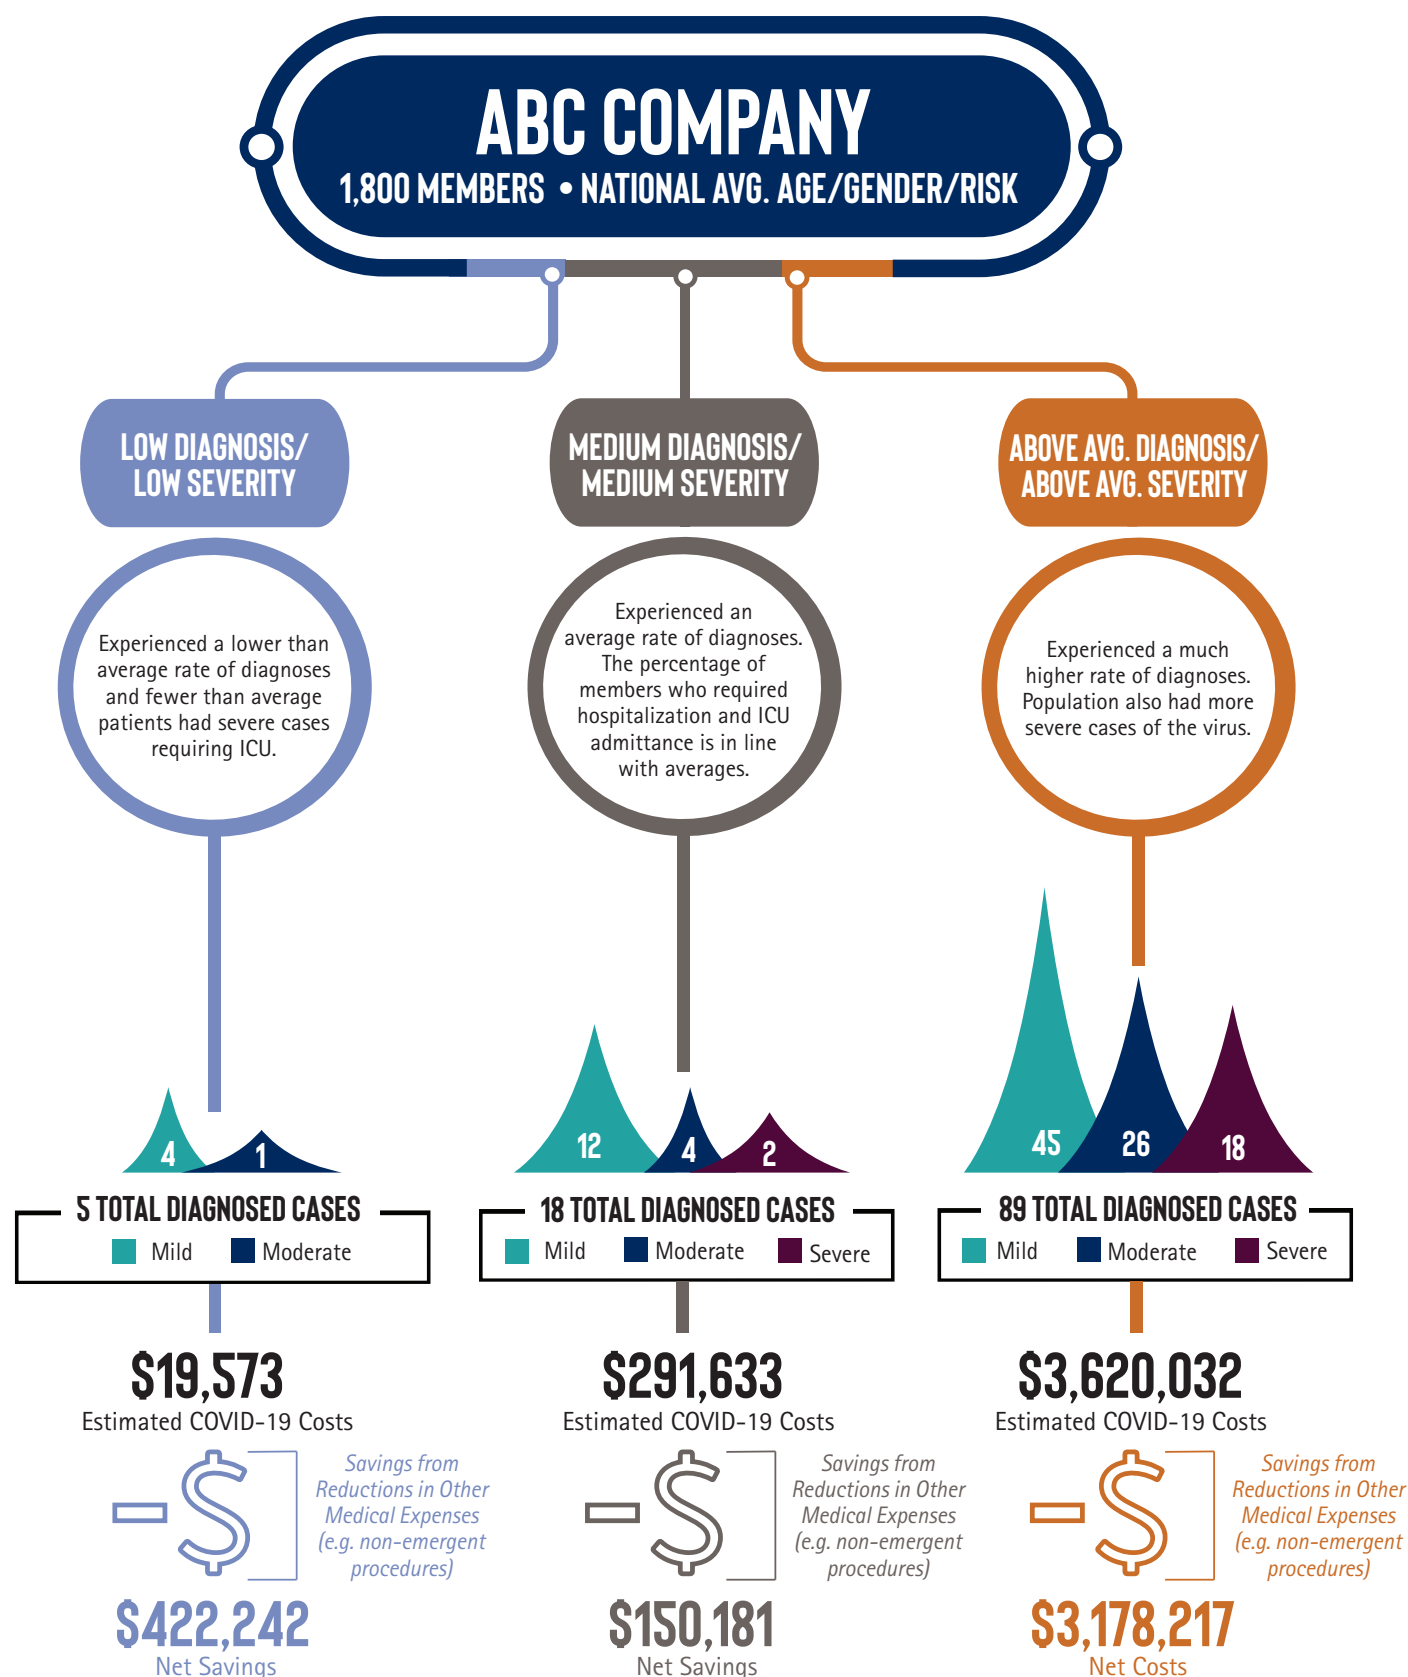 ABC COMPANY
1,800 MEMBERS • NATIONAL AVG. AGE/GENDER/RISK
LOW DIAGNOSIS/
LOW SEVERITY
Experienced a lower than
average rate of diagnoses
and fewer than average
patients had severe cases
requiring ICU.
4
1
5 TOTAL DIAGNOSED CASES
Mild
Moderate
$19,573
Estimated COVID-19 Costs
- $
Savings from
Reductions in Other
Medical Expenses
(e.g. non-emergent
procedures)
$422,242
Net Savings
MEDIUM DIAGNOSIS/
MEDIUM SEVERITY
Experienced an
average rate of diagnoses.
The percentage of
members who required
hospitalization and ICU
admittance is in line
with averages.
12
4
2
18 TOTAL DIAGNOSED CASES
Mild
Moderate
Severe
$291,633
Estimated COVID-19 Costs
- $
Savings from
Reductions in Other
Medical Expenses
(e.g. non-emergent
procedures)
$150,181
Net Savings
ABOVE AVG. DIAGNOSIS/
ABOVE AVG. SEVERITY
Experienced a much
higher rate of diagnoses.
Population also had more
severe cases of the virus.
45
26
18
89 TOTAL DIAGNOSED CASES
Mild
Moderate
Severe
$3,620,032
Estimated COVID-19 Costs
- $
Savings from
Reductions in Other
Medical Expenses
(e.g. non-emergent
procedures)
$3,178,217
Net Costs